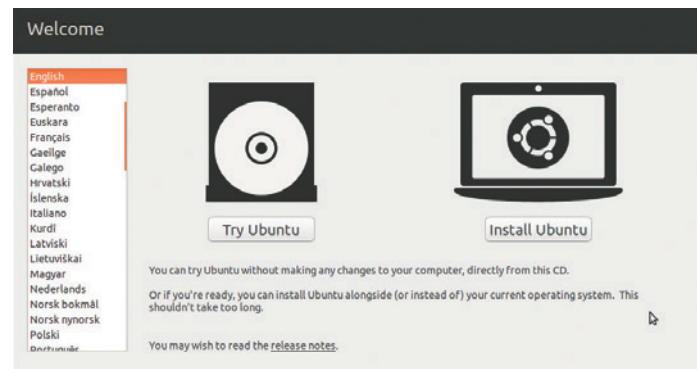 Welcome
English
Español
Esperanto
Euskara
Français
Gaeilge
Galego
Hrvatski
Íslenska
Italiano
Kurdî
Latviski
Lietuviškai
Magyar
Nederlands
Norsk bokmål
Norsk nynorsk
Polski
Português
Try Ubuntu
Install Ubuntu
You can try Ubuntu without making any changes to your computer, directly from this CD.
Or if you're ready, you can install Ubuntu alongside (or instead of) your current operating system. This
shouldn't take too long.
You may wish to read the release notes.